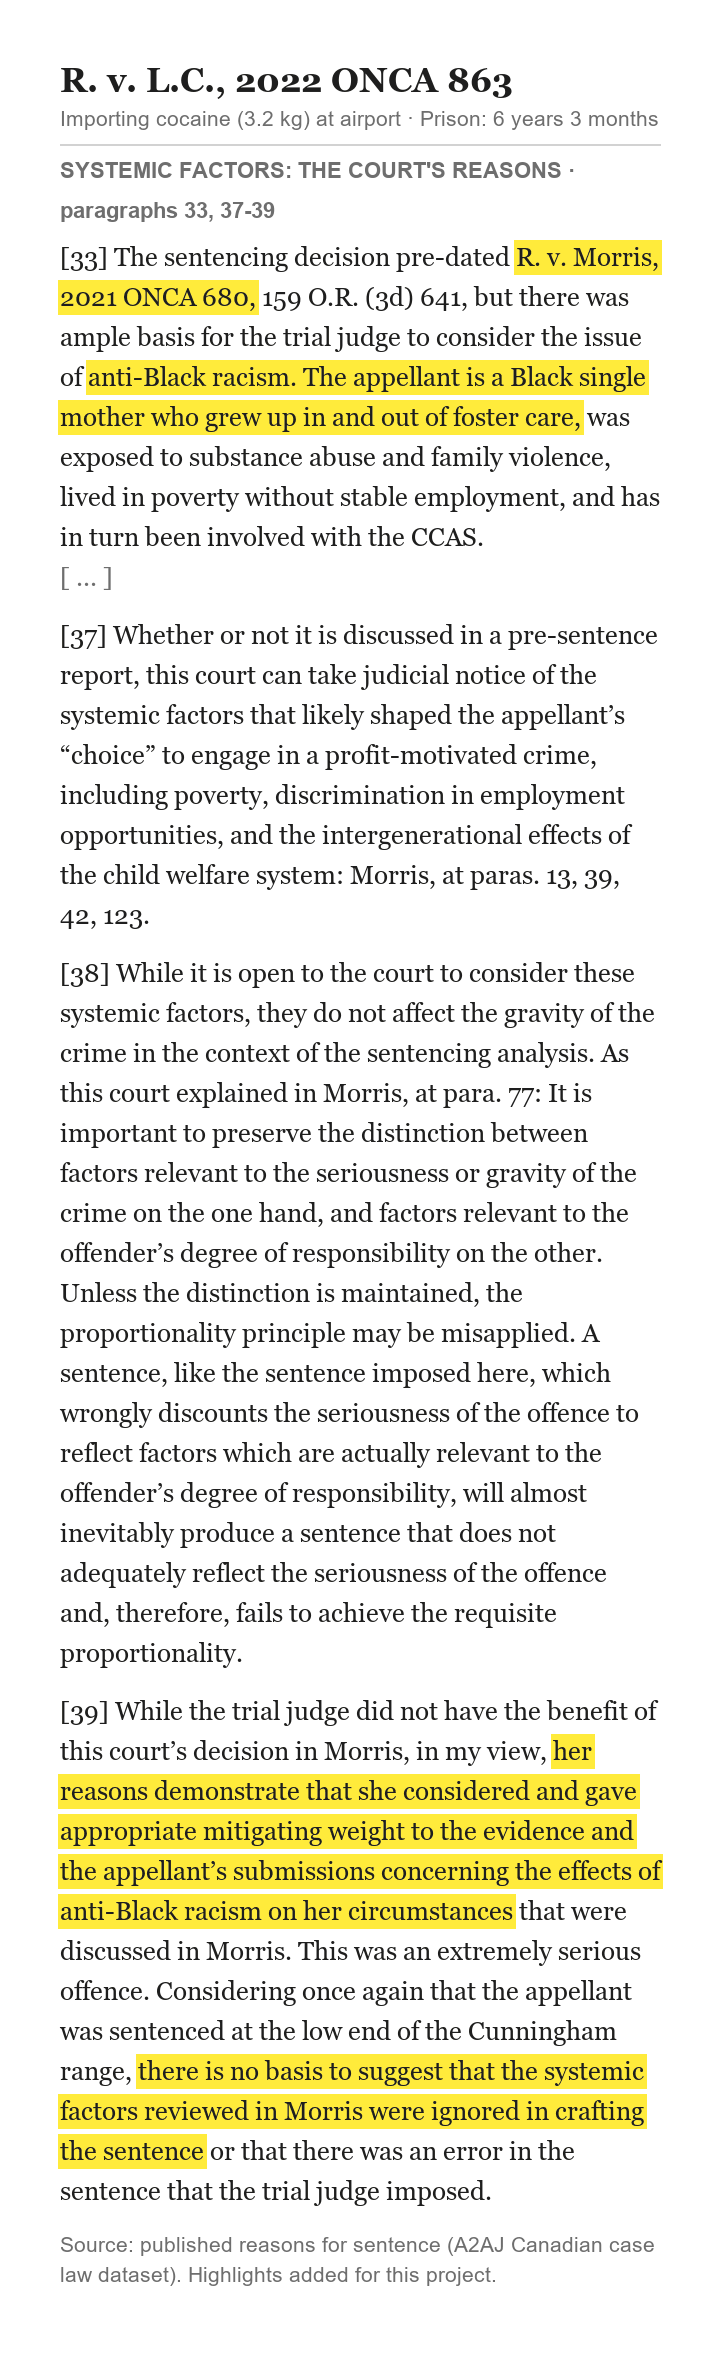 R. v. L.C., 2022 ONCA 863
Importing cocaine (3.2 kg) at airport · Prison: 6 years 3 months
SYSTEMIC FACTORS: THE COURT'S REASONS ·
paragraphs 33, 37-39
[33] The sentencing decision pre-dated R. v. Morris,
2021 ONCA 680, 159 O.R. (3d) 641, but there was
ample basis for the trial judge to consider the issue
of anti-Black racism. The appellant is a Black single
mother who grew up in and out of foster care, was
exposed to substance abuse and family violence,
lived in poverty without stable employment, and has
in turn been involved with the CCAS.
[ ... ]
[37] Whether or not it is discussed in a pre-sentence
report, this court can take judicial notice of the
systemic factors that likely shaped the appellant’s
“choice” to engage in a profit-motivated crime,
including poverty, discrimination in employment
opportunities, and the intergenerational effects of
the child welfare system: Morris, at paras. 13, 39,
42, 123.
[38] While it is open to the court to consider these
systemic factors, they do not affect the gravity of the
crime in the context of the sentencing analysis. As
this court explained in Morris, at para. 77: It is
important to preserve the distinction between
factors relevant to the seriousness or gravity of the
crime on the one hand, and factors relevant to the
offender’s degree of responsibility on the other.
Unless the distinction is maintained, the
proportionality principle may be misapplied. A
sentence, like the sentence imposed here, which
wrongly discounts the seriousness of the offence to
reflect factors which are actually relevant to the
offender’s degree of responsibility, will almost
inevitably produce a sentence that does not
adequately reflect the seriousness of the offence
and, therefore, fails to achieve the requisite
proportionality.
[39] While the trial judge did not have the benefit of
this court’s decision in Morris, in my view, her
reasons demonstrate that she considered and gave
appropriate mitigating weight to the evidence and
the appellant’s submissions concerning the effects of
anti-Black racism on her circumstances that were
discussed in Morris. This was an extremely serious
offence. Considering once again that the appellant
was sentenced at the low end of the Cunningham
range, there is no basis to suggest that the systemic
factors reviewed in Morris were ignored in crafting
the sentence or that there was an error in the
sentence that the trial judge imposed.
Source: published reasons for sentence (A2AJ Canadian case
law dataset). Highlights added for this project.